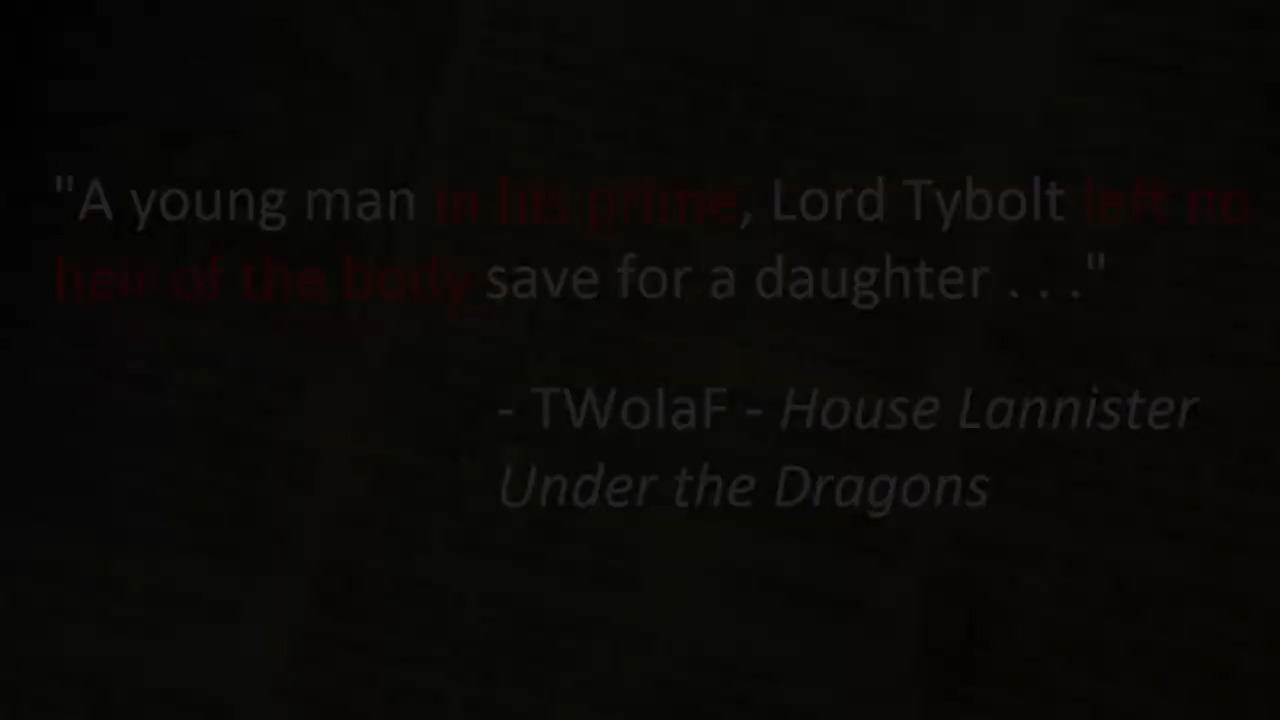 "A young man in his prime, Lord Tybolt left no
heir of the body save for a daughter . . ."
- TWoIaF - House Lannister
Under the Dragons